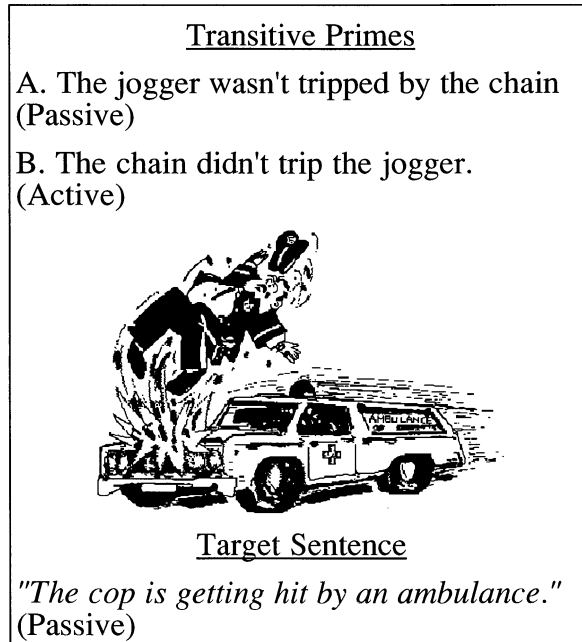 Transitive Primes
A. The jogger wasn't tripped by the chain
(Passive)
B. The chain didn't trip the jogger.
(Active)
AMBULANCE
Target Sentence
"The cop is getting hit by an ambulance."
(Passive)